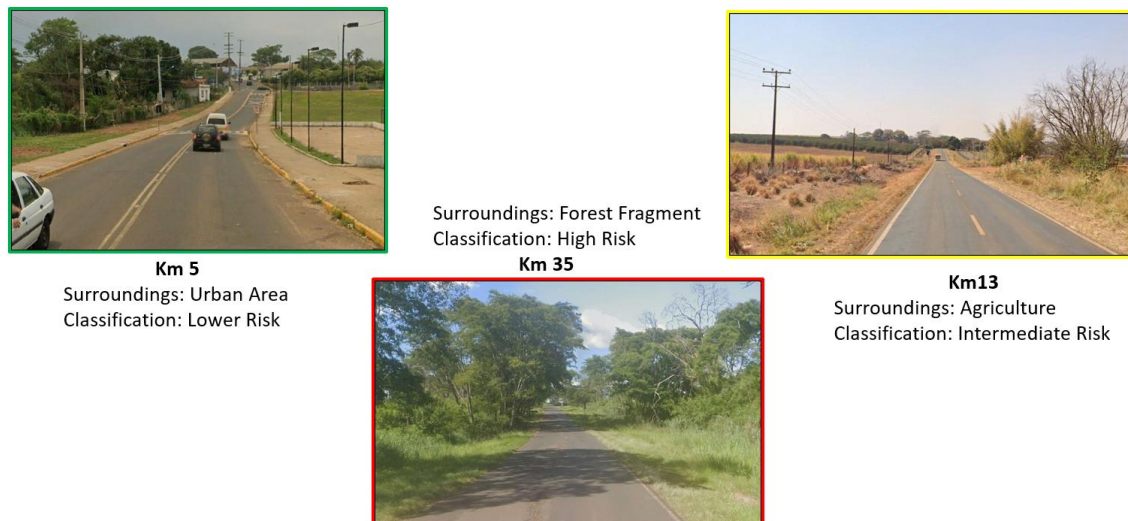 Km 5
Surroundings: Urban Area
Classification: Lower Risk
Surroundings: Forest Fragment
Classification: High Risk
Km 35
Km13
Surroundings: Agriculture
Classification: Intermediate Risk